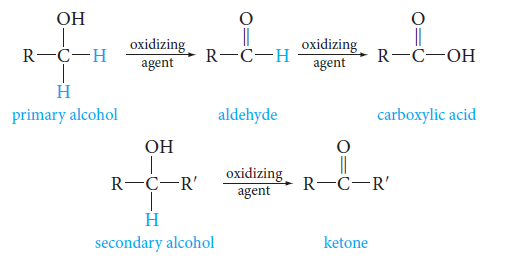 OH O O
R—C—H oxidizing agent R—C—H oxidizing agent R—C—OH
H
primary alcohol aldehyde carboxylic acid
OH O
R—C—R′ oxidizing agent R—C—R′
H
secondary alcohol ketone